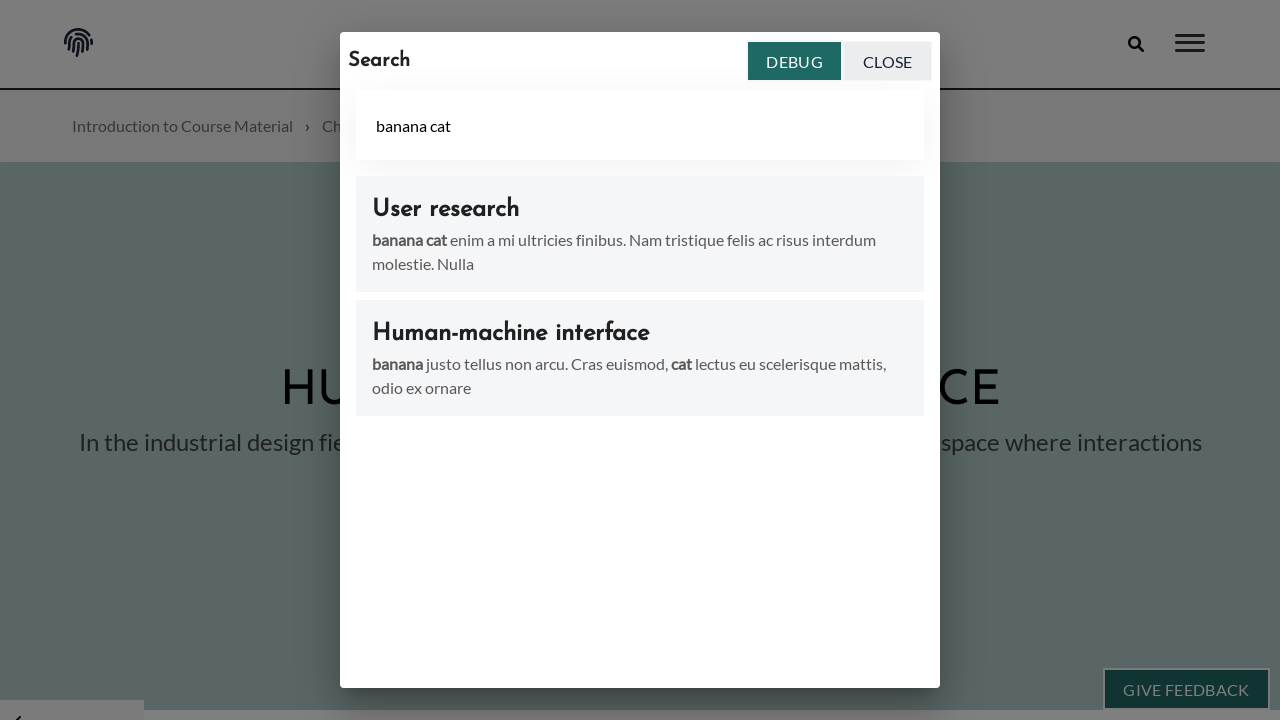 Search
DEBUG
CLOSE
Introduction to Course Material › Ch
banana cat
User research
banana cat enim a mi ultricies finibus. Nam tristique felis ac risus interdum
molestie. Nulla
Human-machine interface
banana justo tellus non arcu. Cras euismod, cat lectus eu scelerisque mattis,
odio ex ornare
HU CE
In the industrial design fie space where interactions
GIVE FEEDBACK